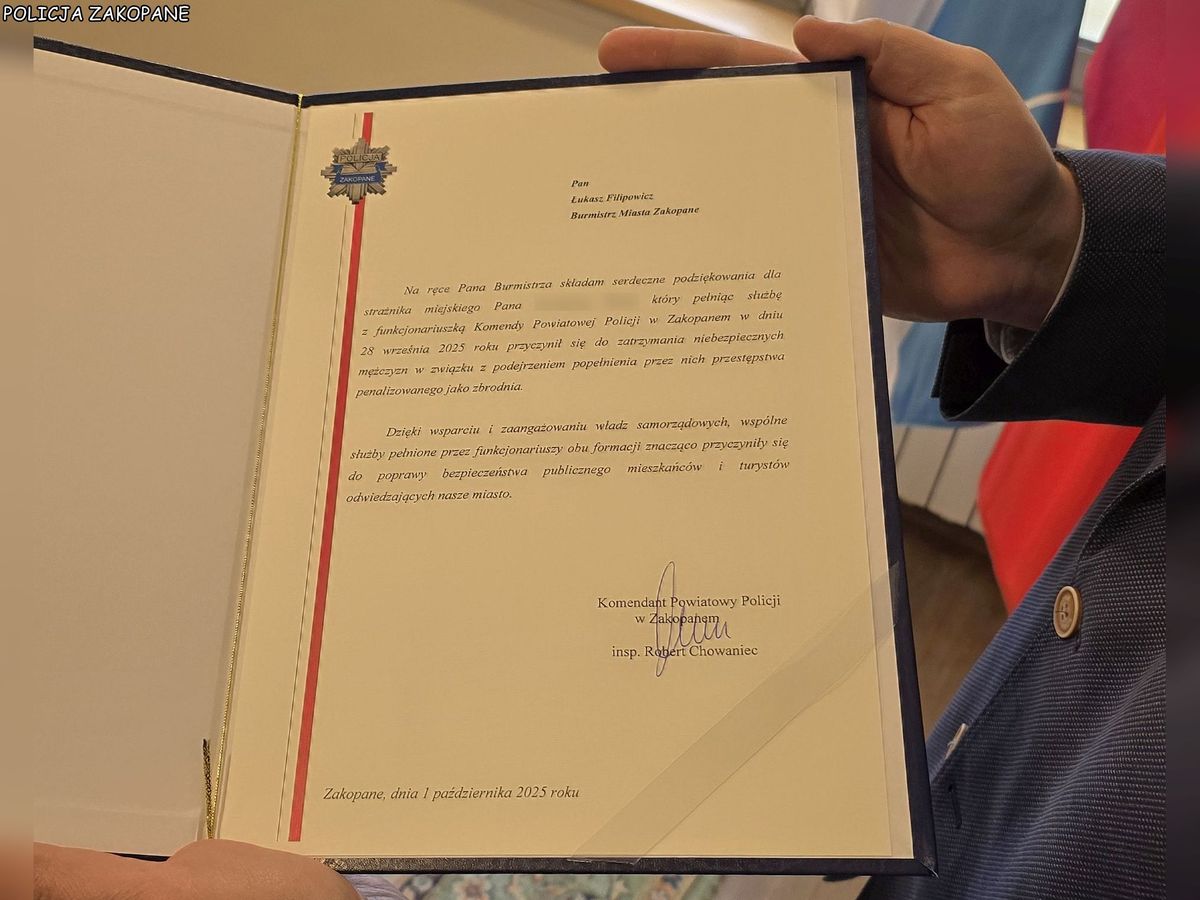 POLICJA ZAKOPANE
POLICJA
ZAKOPANE
Pan
Łukasz Filipowicz
Burmistrz Miasta Zakopane
Na ręce Pana Burmistrza składam serdeczne podziękowania dla
strażnika miejskiego Pana który pełniąc służbę
z funkcjonariuszką Komendy Powiatowej Policji w Zakopanem w dniu
28 września 2025 roku przyczynił się do zatrzymania niebezpiecznych
mężczyzn w związku z podejrzeniem popełnienia przez nich przestępstwa
penalizowanego jako zbrodnia.
Dzięki wsparciu i zaangażowaniu władz samorządowych, wspólne
służby pełnione przez funkcjonariuszy obu formacji znacząco przyczyniły się
do poprawy bezpieczeństwa publicznego mieszkańców i turystów
odwiedzających nasze miasto.
Komendant Powiatowy Policji
w Zakopanem
insp. Robert Chowaniec
Zakopane, dnia 1 października 2025 roku